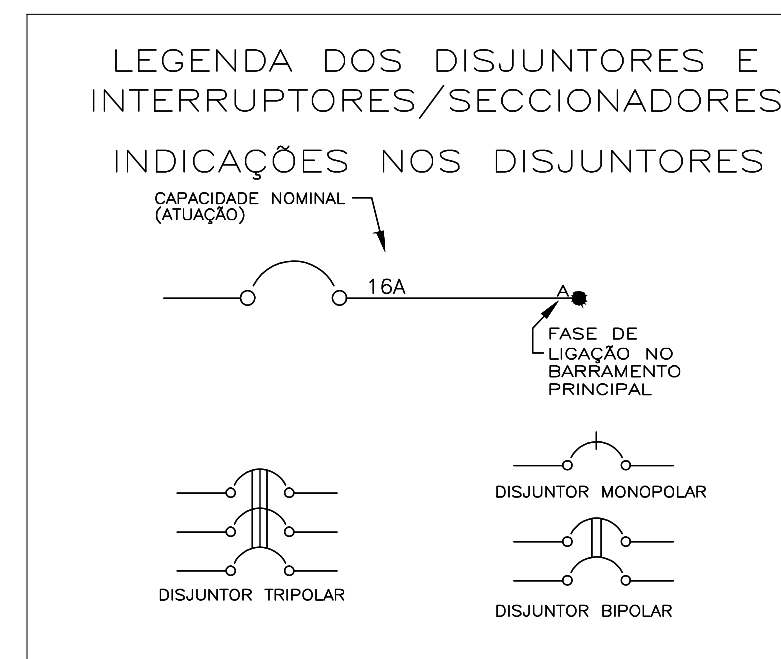 LEGENDA DOS DISJUNTORES E
INTERRUPTORES/SECCIONADORES
INDICAÇÕES NOS DISJUNTORES
CAPACIDADE NOMINAL
(ATUAÇÃO)
16A
A
FASE DE
LIGAÇÃO NO
BARRAMENTO
PRINCIPAL
DISJUNTOR MONOPOLAR
DISJUNTOR TRIPOLAR
DISJUNTOR BIPOLAR